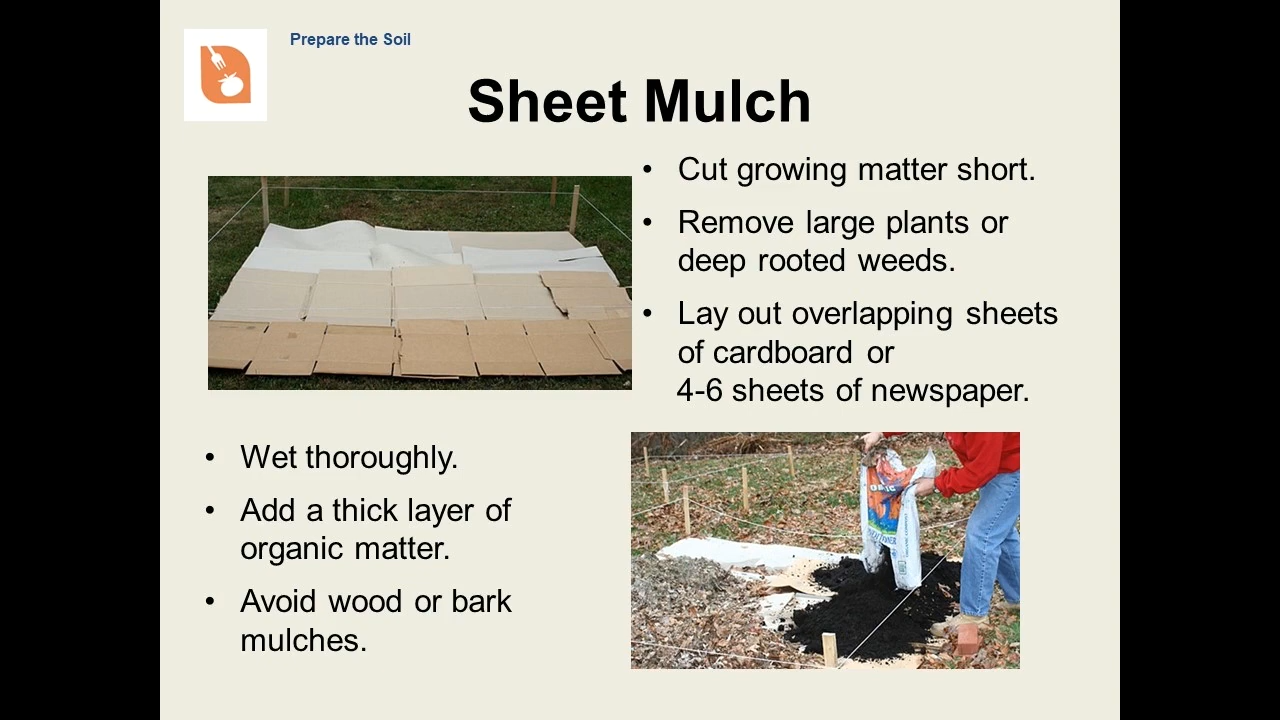 Prepare the Soil
Sheet Mulch
• Cut growing matter short.
• Remove large plants or
deep rooted weeds.
• Lay out overlapping sheets
of cardboard or
4-6 sheets of newspaper.
• Wet thoroughly.
• Add a thick layer of
organic matter.
• Avoid wood or bark
mulches.